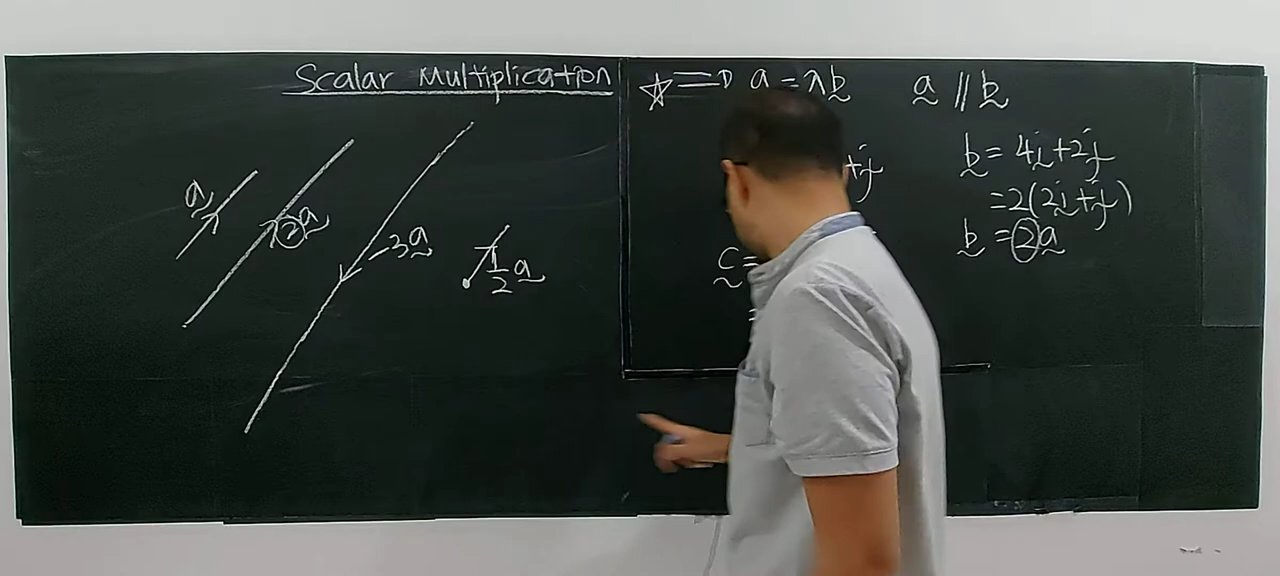 Scalar Multiplication
a
2a
-3a
1/2 a
☆ ⇒ a = λb a // b
+j
c =
=
b = 4i+2j
= 2(2i+j)
b = 2a